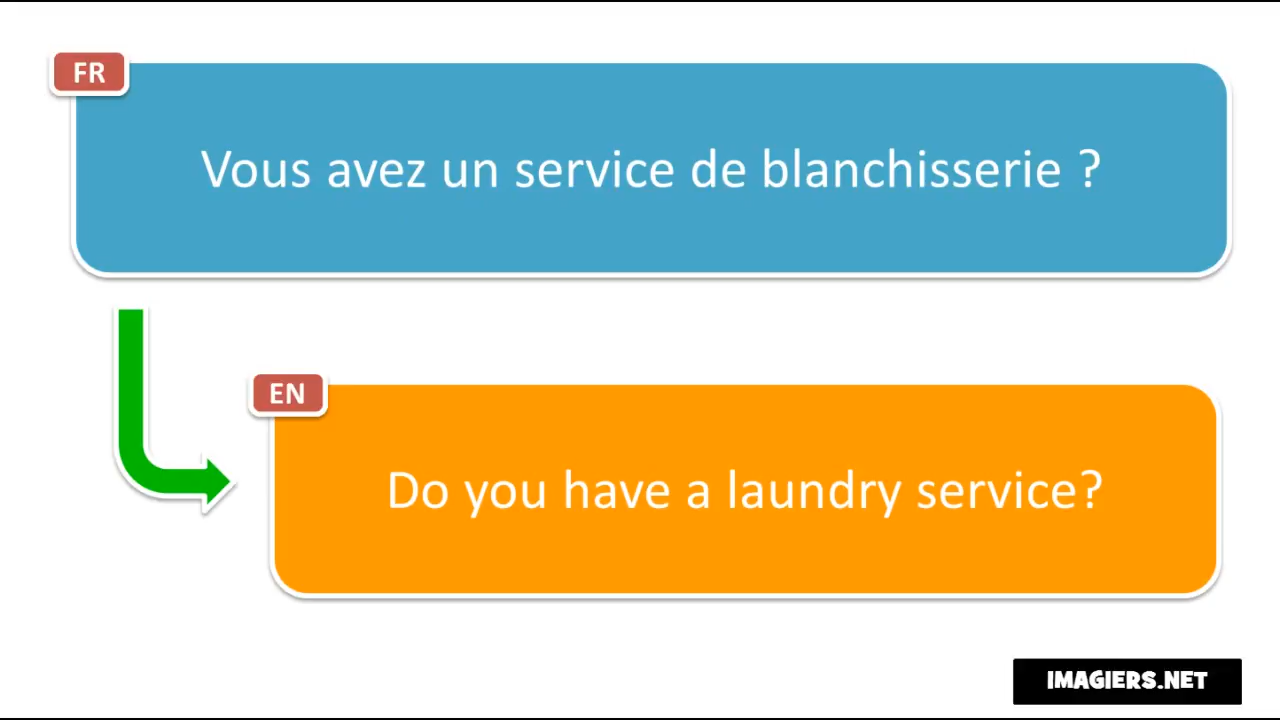 FR
Vous avez un service de blanchisserie ?
EN
Do you have a laundry service?
IMAGIERS.NET